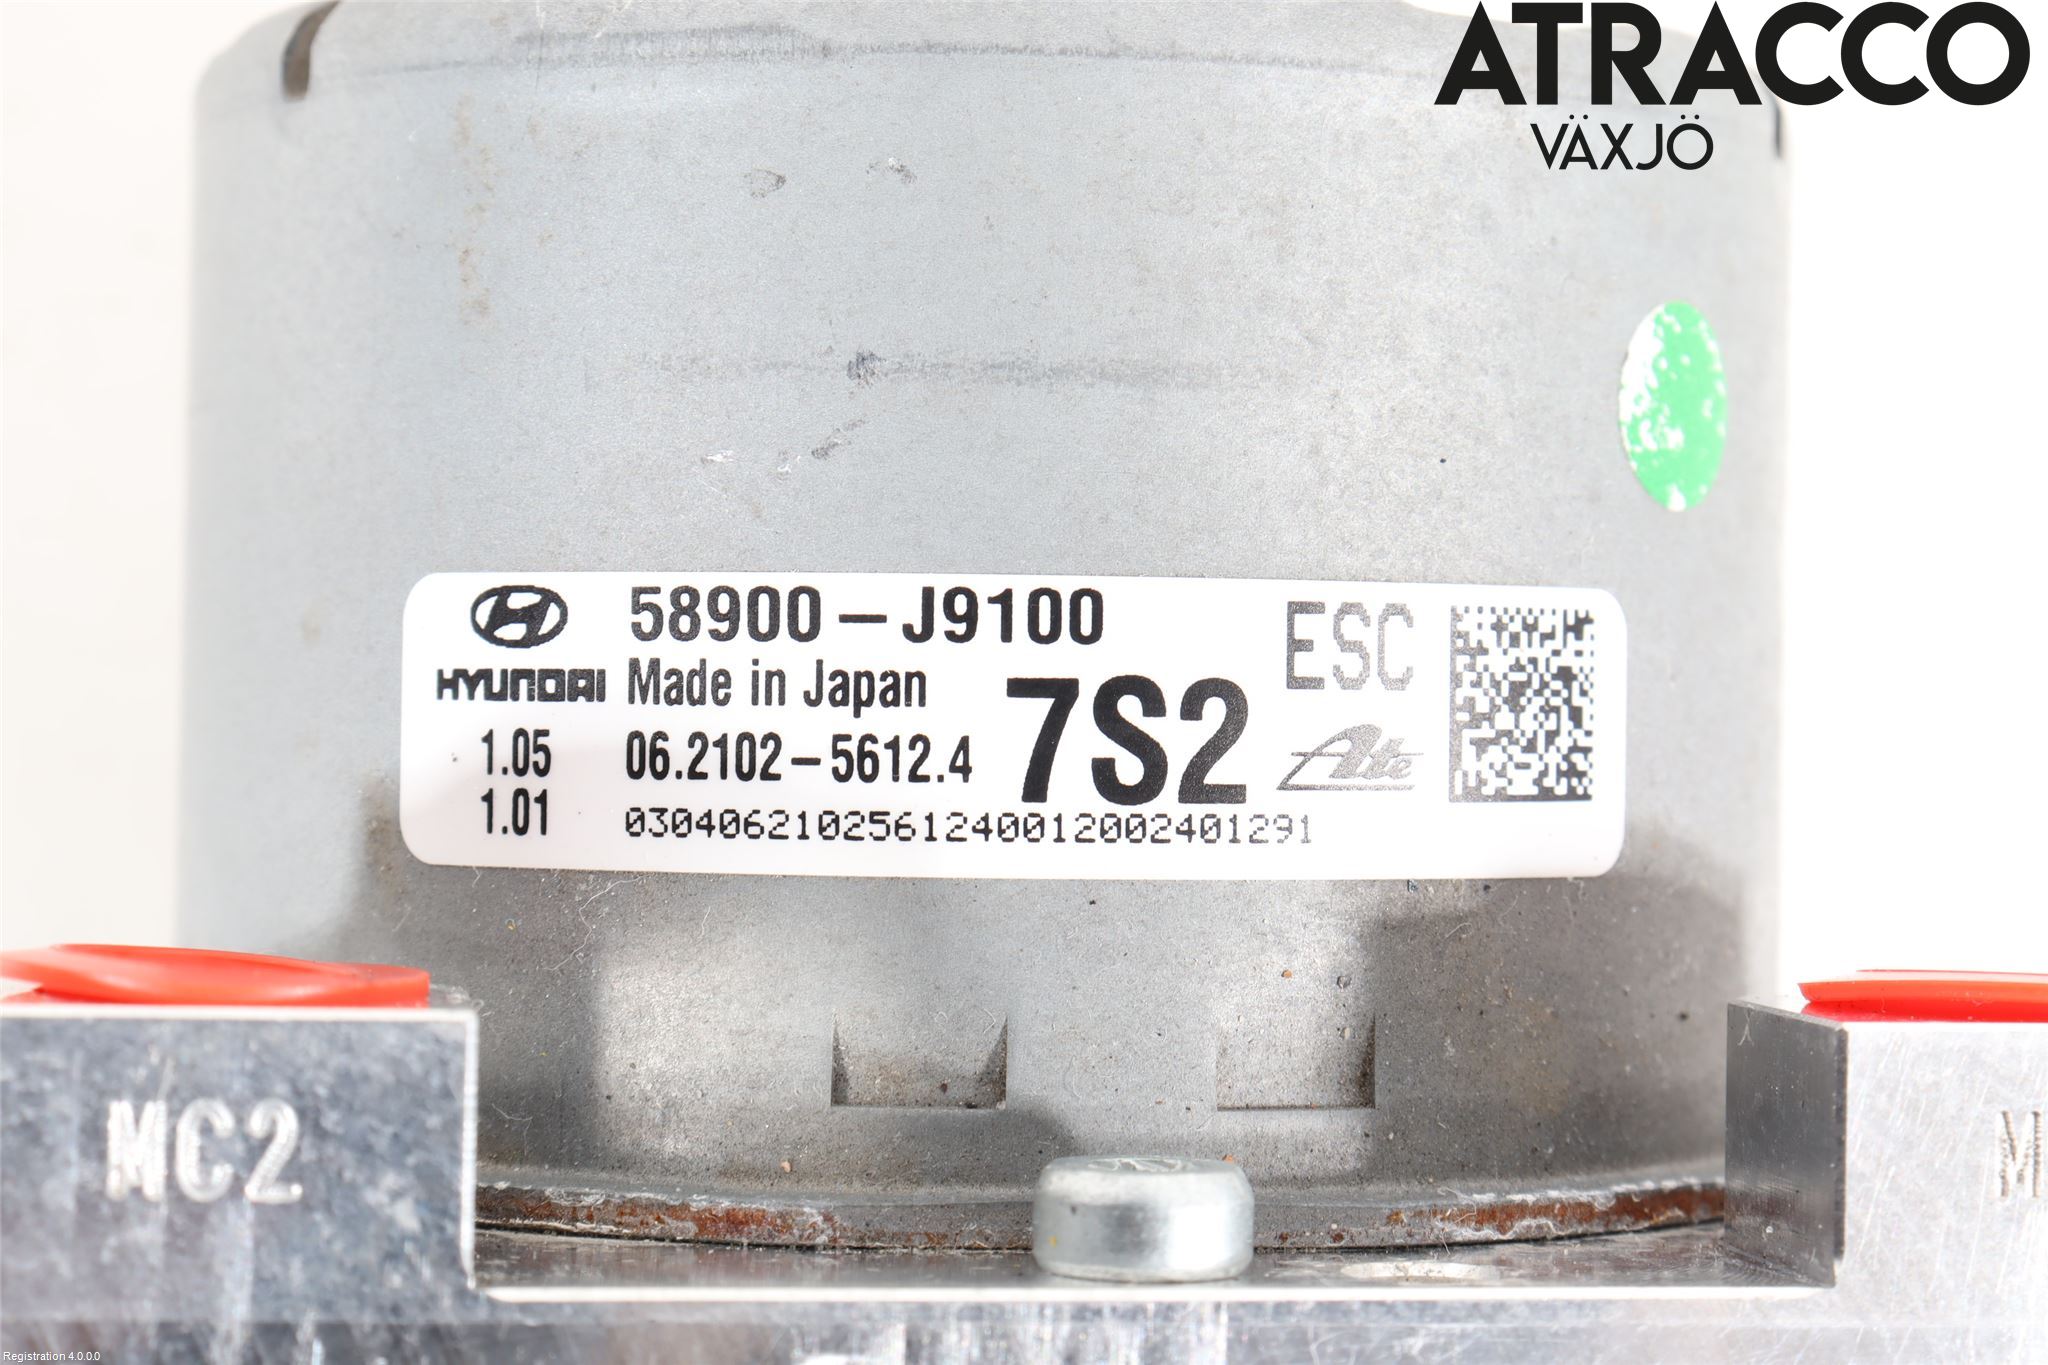 ATRACCO
VÄXJÖ
58900-J9100
ESC
HYUNDAI
Made in Japan
7S2
1.05
06.2102-5612.4
Ate
1.01
0304062102561240012002401291
MC2
M
Registration 4.0.0.0